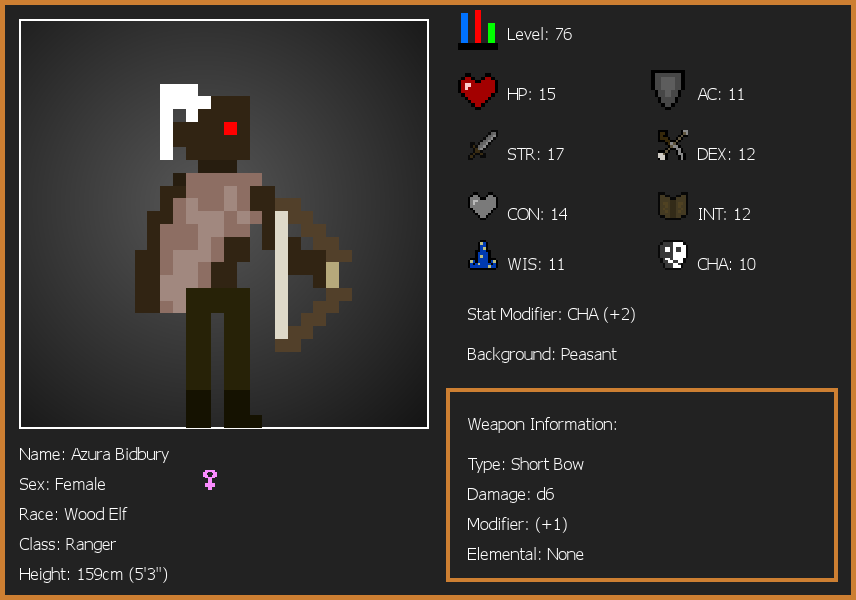 Level: 76
HP: 15
AC: 11
STR: 17
DEX: 12
CON: 14
INT: 12
WIS: 11
CHA: 10
Stat Modifier: CHA (+2)
Background: Peasant
Weapon Information:
Type: Short Bow
Damage: d6
Modifier: (+1)
Elemental: None
Name: Azura Bidbury
Sex: Female
Race: Wood Elf
Class: Ranger
Height: 159cm (5'3")